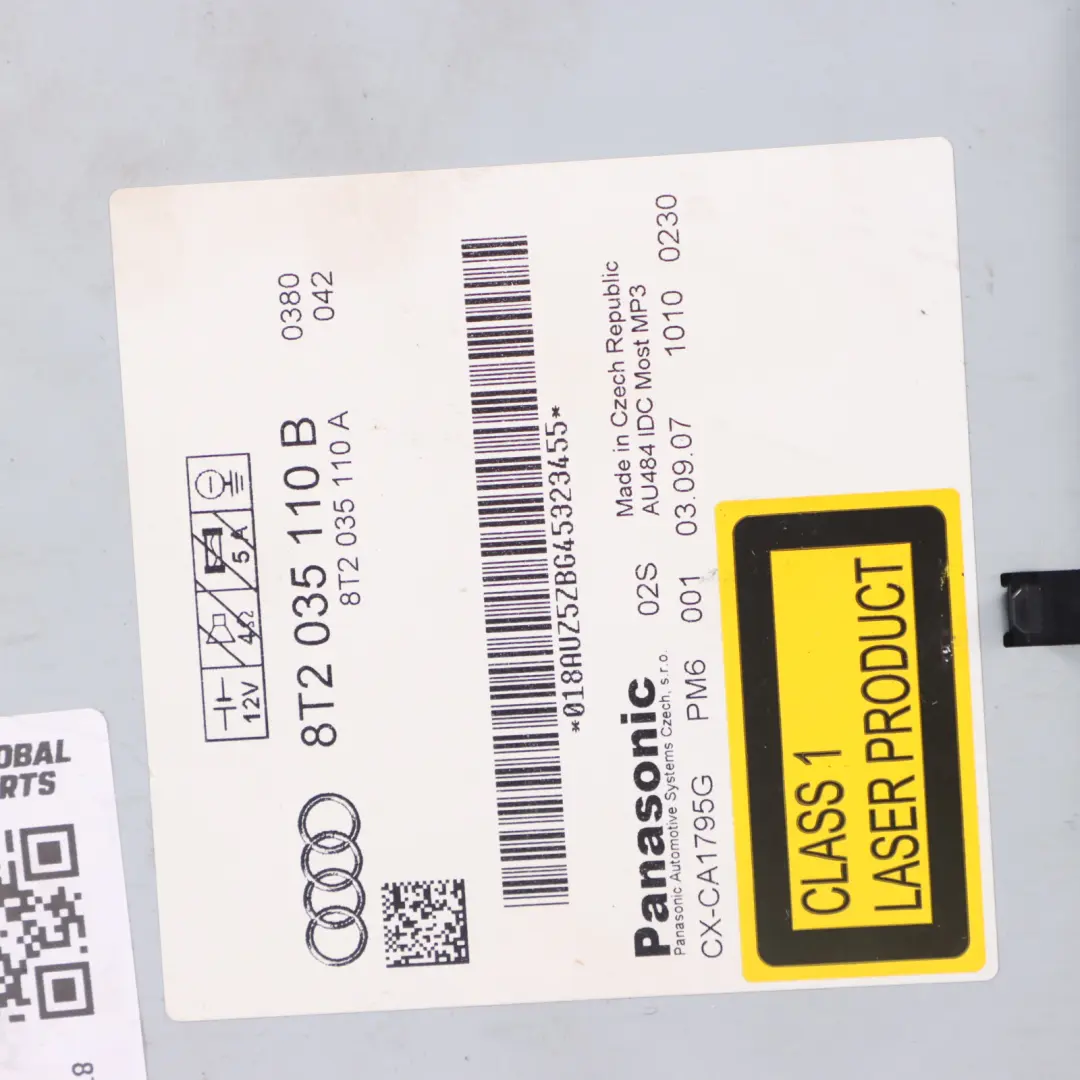 12V
4Ω
5 A
8T2 035 110 B
0380
8T2 035 110 A
042
*018AUZ5ZBG45323455*
Panasonic
02S
Made in Czech Republic
Panasonic Automotive Systems Czech, s.r.o.
AU484 IDC Most MP3
CX-CA1795G PM6 001 03.09.07 1010 0230
CLASS 1
LASER PRODUCT
OBAL
RTS